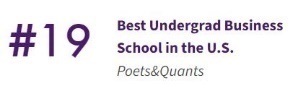 #19
Best Undergrad Business
School in the U.S.
Poets&Quants